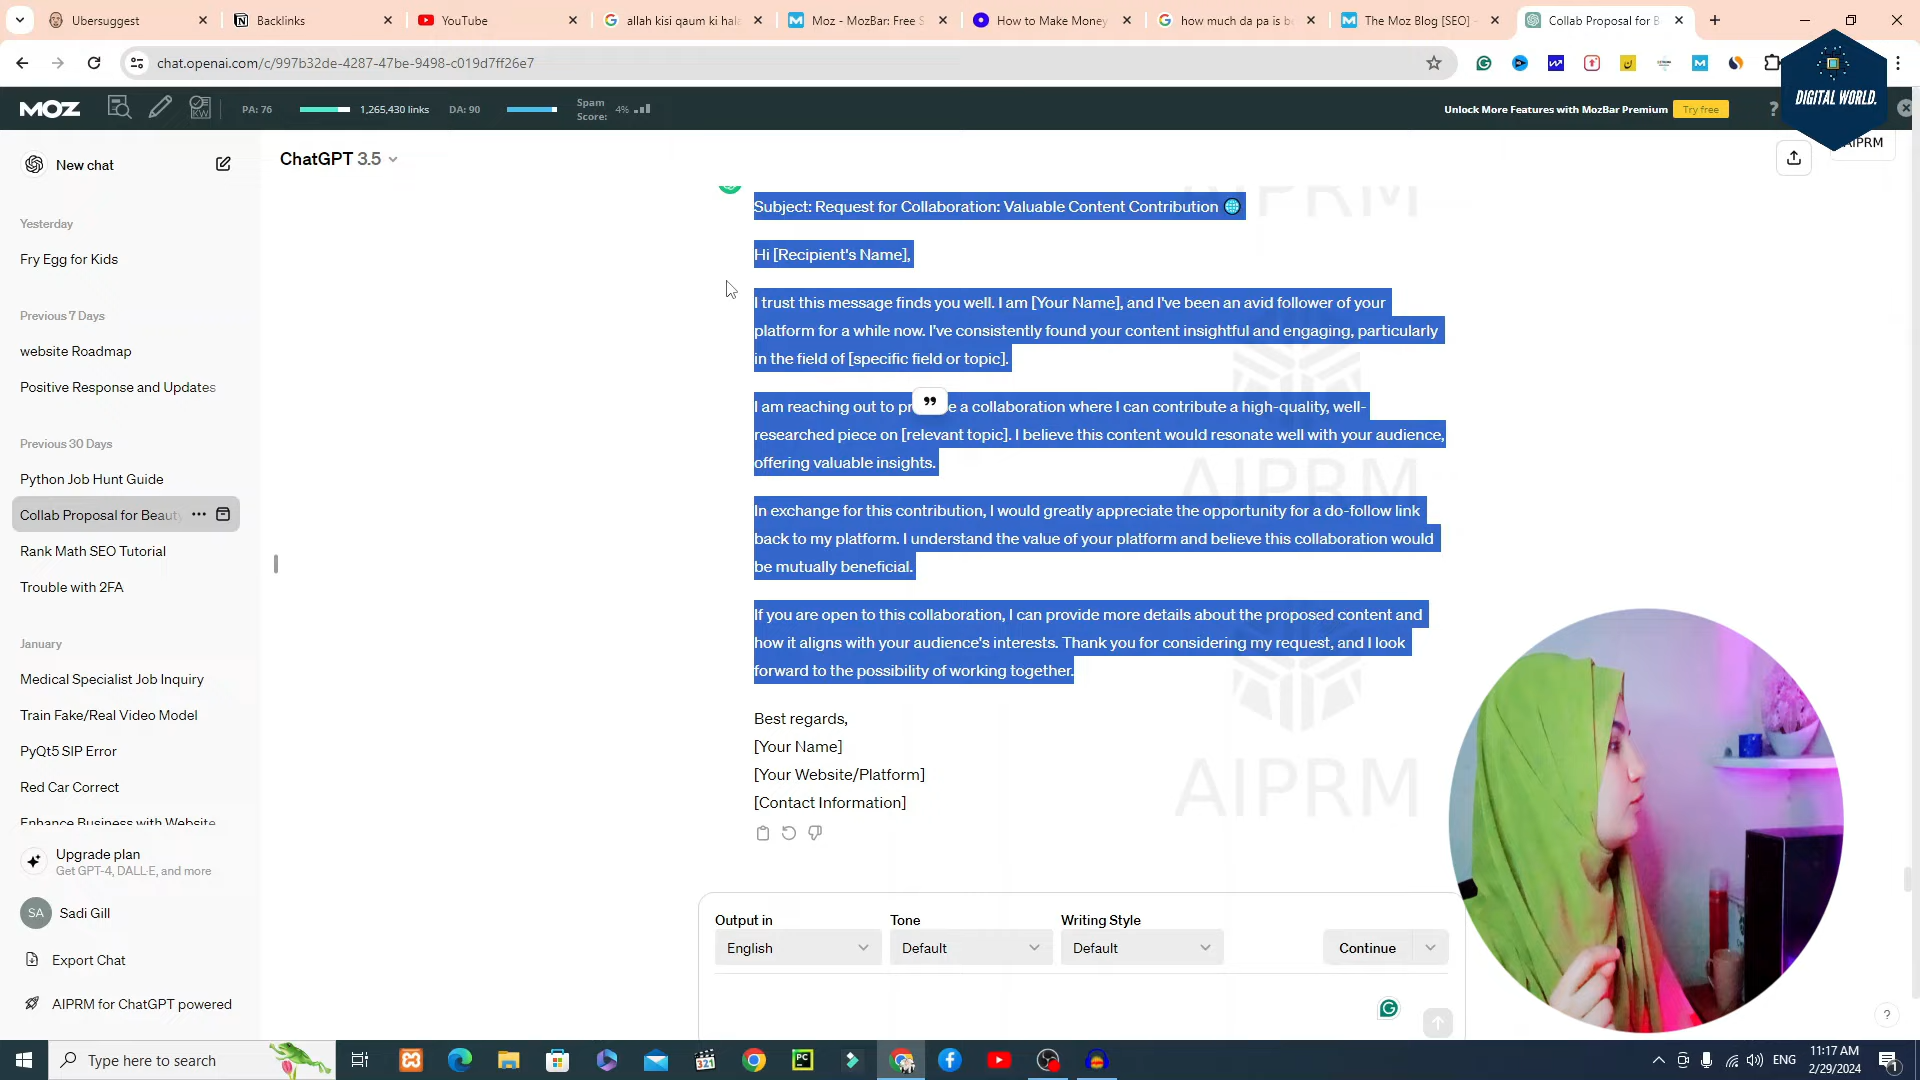 Ubersuggest
Backlinks
YouTube
allah kisi qaum ki hala
Moz - MozBar: Free S
How to Make Money
how much da pa is b
The Moz Blog [SEO] -
Collab Proposal for B
chat.openai.com/c/997b32de-4287-47be-9498-c019d7ff26e7
DIGITAL WORLD.
MOZ
KW
PA: 76
1,265,430 links
DA: 90
Spam
Score:
4%
Unlock More Features with MozBar Premium
Try free
?
New chat
ChatGPT 3.5
AIPRM
Yesterday
Fry Egg for Kids
Previous 7 Days
website Roadmap
Positive Response and Updates
Previous 30 Days
Python Job Hunt Guide
Collab Proposal for Beauty
Rank Math SEO Tutorial
Trouble with 2FA
January
Medical Specialist Job Inquiry
Train Fake/Real Video Model
PyQt5 SIP Error
Red Car Correct
Enhance Business with Website
Upgrade plan
Get GPT-4, DALL·E, and more
SA
Sadi Gill
Export Chat
AIPRM for ChatGPT powered
Subject: Request for Collaboration: Valuable Content Contribution 🌐
Hi [Recipient's Name],
I trust this message finds you well. I am [Your Name], and I've been an avid follower of your
platform for a while now. I've consistently found your content insightful and engaging, particularly
in the field of [specific field or topic].
I am reaching out to pr e a collaboration where I can contribute a high-quality, well-
researched piece on [relevant topic]. I believe this content would resonate well with your audience,
offering valuable insights.
In exchange for this contribution, I would greatly appreciate the opportunity for a do-follow link
back to my platform. I understand the value of your platform and believe this collaboration would
be mutually beneficial.
If you are open to this collaboration, I can provide more details about the proposed content and
how it aligns with your audience's interests. Thank you for considering my request, and I look
forward to the possibility of working together.
Best regards,
[Your Name]
[Your Website/Platform]
[Contact Information]
AIPRM
AIPRM
AIPRM
Output in
Tone
Writing Style
English
Default
Default
Continue
?
Type here to search
321
PC
ENG
11:17 AM
2/29/2024
1